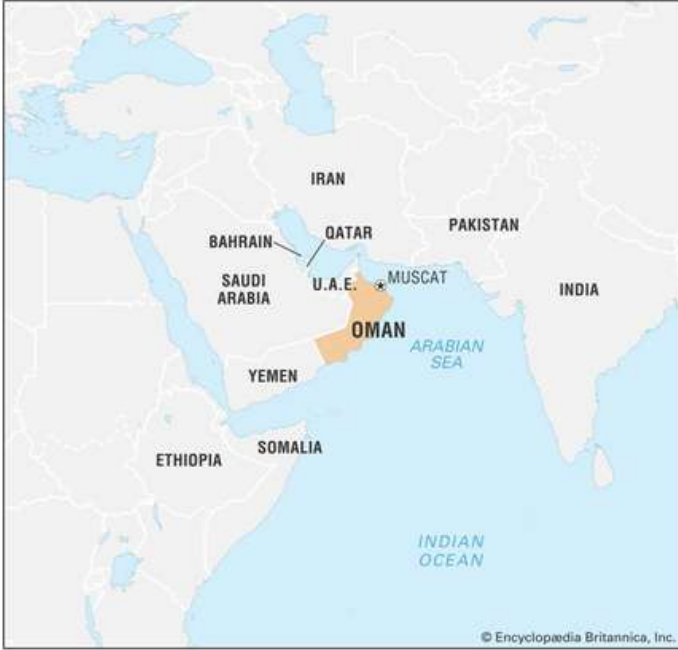 IRAN
PAKISTAN
QATAR
BAHRAIN
SAUDI
ARABIA
U.A.E.
MUSCAT
INDIA
OMAN
ARABIAN
SEA
YEMEN
SOMALIA
ETHIOPIA
INDIAN
OCEAN
© Encyclopædia Britannica, Inc.